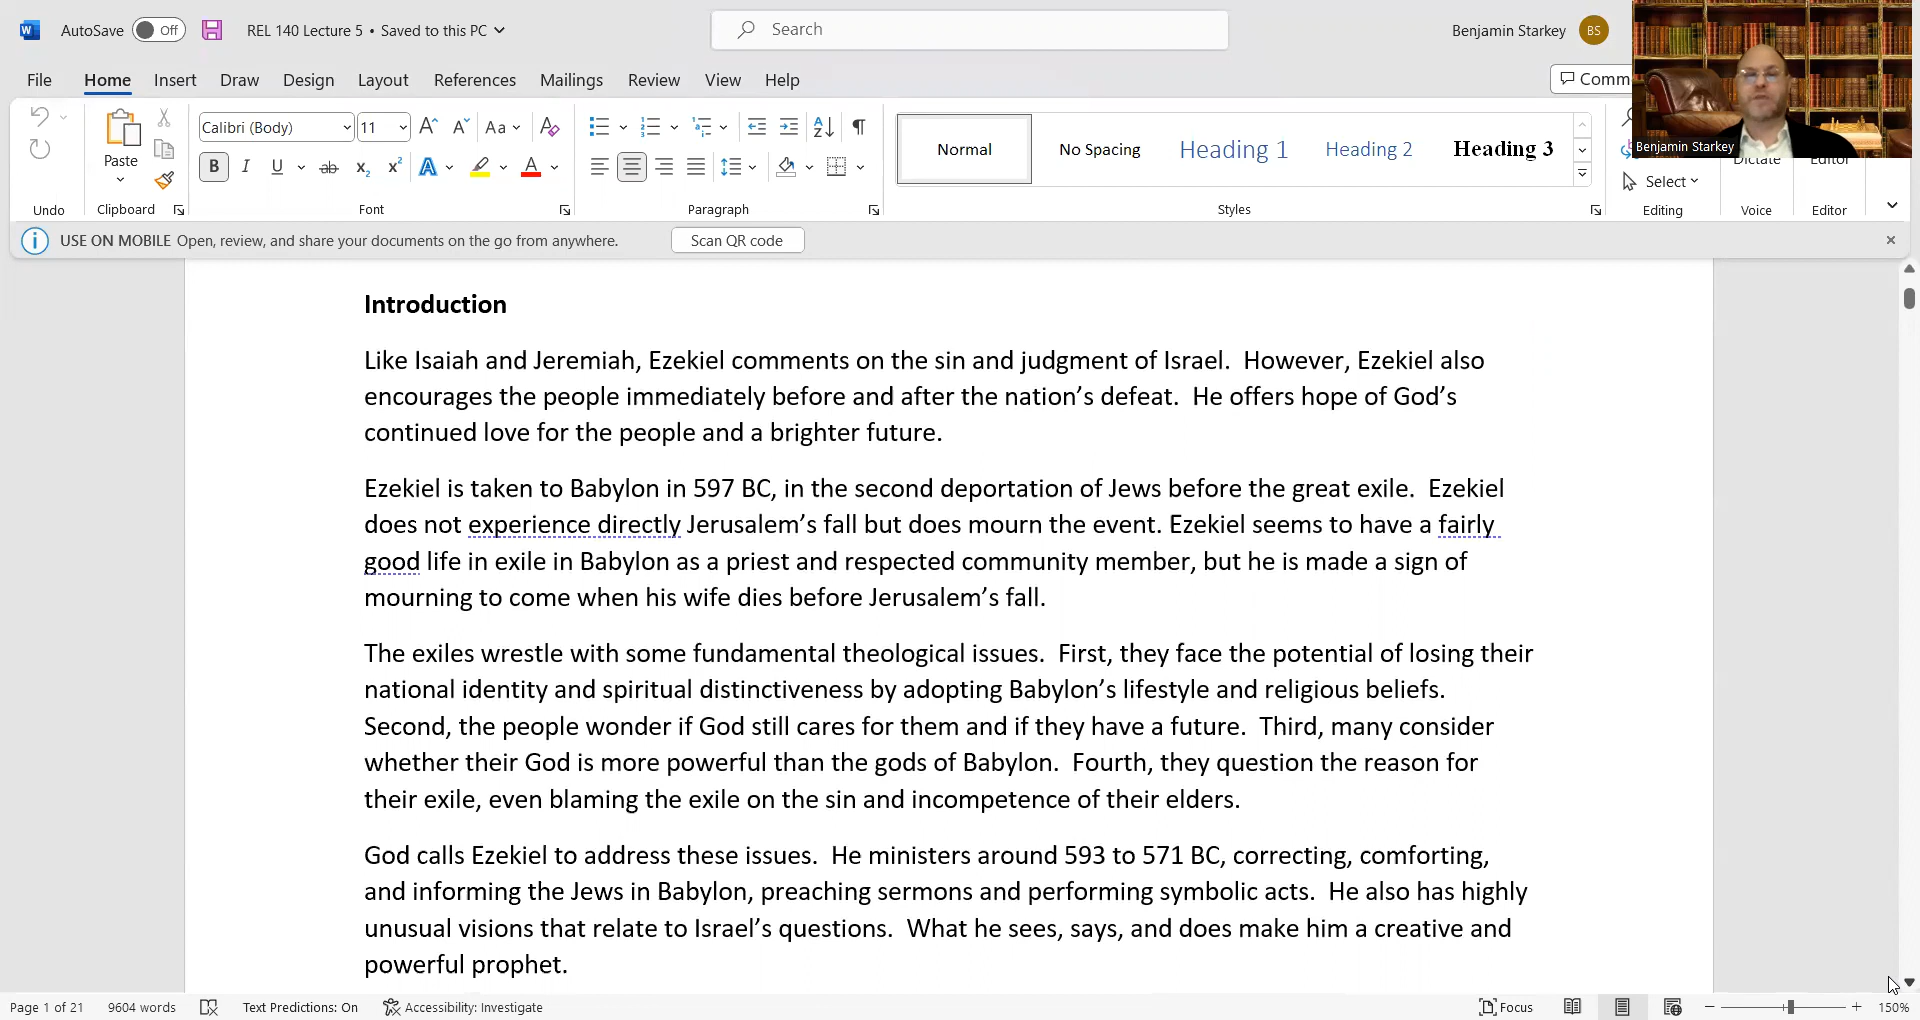 AutoSave Off REL 140 Lecture 5 • Saved to this PC Search Benjamin Starkey BS
File Home Insert Draw Design Layout References Mailings Review View Help Comm
Benjamin Starkey
Calibri (Body) 11 Aa
Paste
B I U ab x₂ x² A A
Normal No Spacing Heading 1 Heading 2 Heading 3
Select Dictate Editor
Undo Clipboard Font Paragraph Styles Editing Voice Editor
USE ON MOBILE Open, review, and share your documents on the go from anywhere. Scan QR code
Introduction
Like Isaiah and Jeremiah, Ezekiel comments on the sin and judgment of Israel.  However, Ezekiel also
encourages the people immediately before and after the nation’s defeat.  He offers hope of God’s
continued love for the people and a brighter future.
Ezekiel is taken to Babylon in 597 BC, in the second deportation of Jews before the great exile.  Ezekiel
does not experience directly Jerusalem’s fall but does mourn the event. Ezekiel seems to have a fairly
good life in exile in Babylon as a priest and respected community member, but he is made a sign of
mourning to come when his wife dies before Jerusalem’s fall.
The exiles wrestle with some fundamental theological issues.  First, they face the potential of losing their
national identity and spiritual distinctiveness by adopting Babylon’s lifestyle and religious beliefs.
Second, the people wonder if God still cares for them and if they have a future.  Third, many consider
whether their God is more powerful than the gods of Babylon.  Fourth, they question the reason for
their exile, even blaming the exile on the sin and incompetence of their elders.
God calls Ezekiel to address these issues.  He ministers around 593 to 571 BC, correcting, comforting,
and informing the Jews in Babylon, preaching sermons and performing symbolic acts.  He also has highly
unusual visions that relate to Israel’s questions.  What he sees, says, and does make him a creative and
powerful prophet.
Page 1 of 21 9604 words Text Predictions: On Accessibility: Investigate Focus 150%